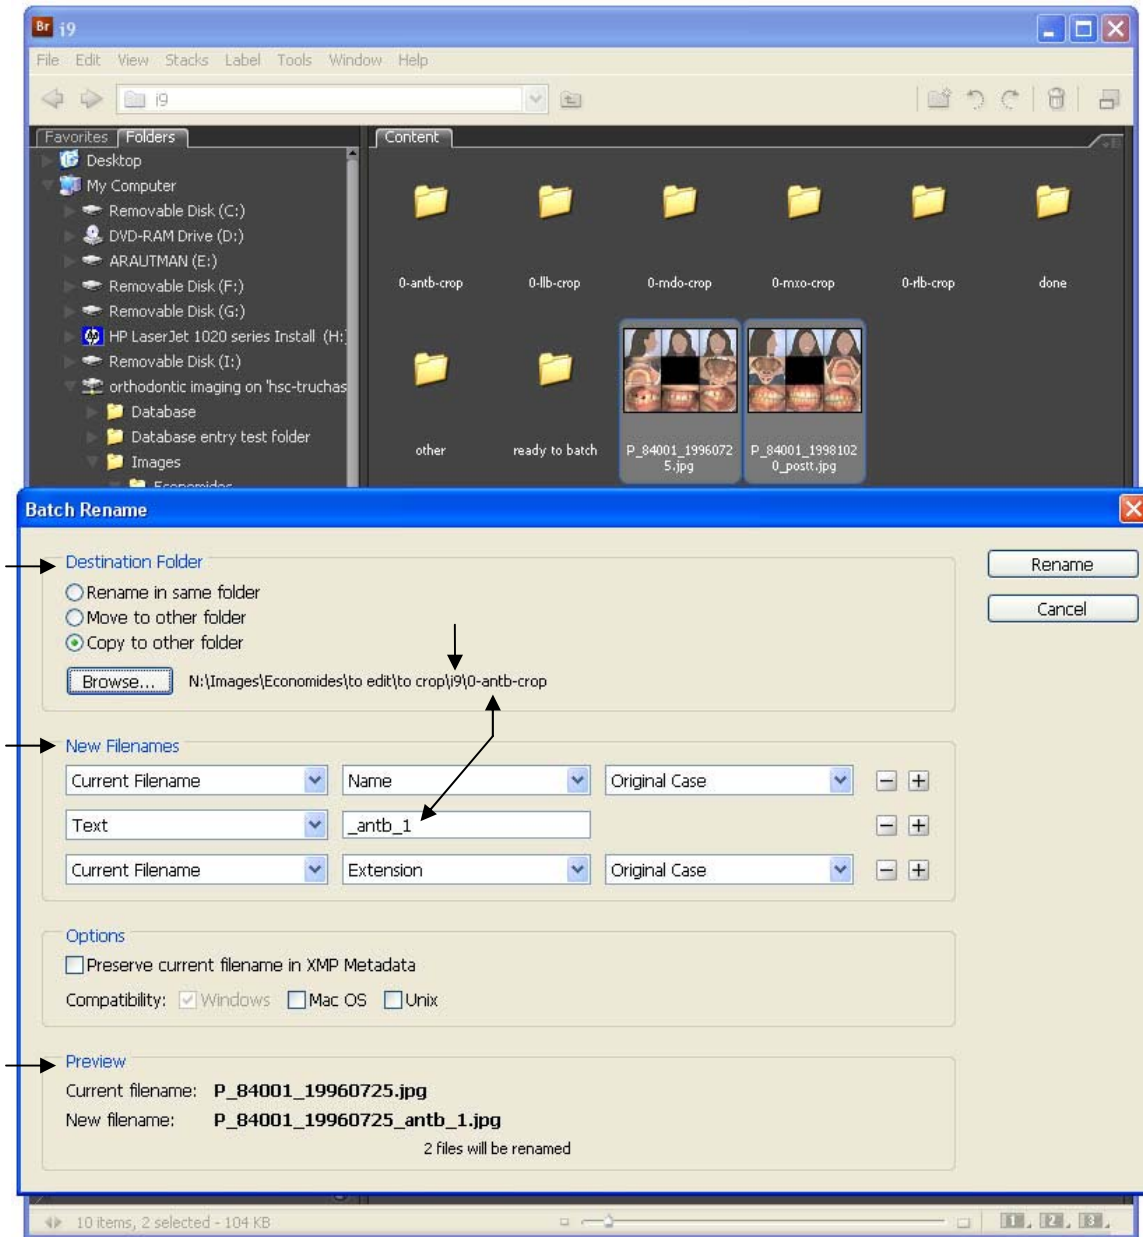 Br i9
File Edit View Stacks Label Tools Window Help
i9
Favorites Folders
Desktop
My Computer
Removable Disk (C:)
DVD-RAM Drive (D:)
ARAUTMAN (E:)
Removable Disk (F:)
Removable Disk (G:)
HP LaserJet 1020 series Install (H:
Removable Disk (I:)
orthodontic imaging on 'hsc-truchas
Database
Database entry test folder
Images
Economides
Content
0-antb-crop 0-llb-crop 0-mdo-crop 0-mxo-crop 0-rlb-crop done
other ready to batch P_84001_1996072 P_84001_1998102
5.jpg 0_postt.jpg
Batch Rename
Destination Folder
Rename in same folder
Move to other folder
Copy to other folder
Browse... N:\Images\Economides\to edit\to crop\i9\0-antb-crop
Rename
Cancel
New Filenames
Current Filename Name Original Case - +
Text _antb_1 - +
Current Filename Extension Original Case - +
Options
Preserve current filename in XMP Metadata
Compatibility: Windows Mac OS Unix
Preview
Current filename: P_84001_19960725.jpg
New filename: P_84001_19960725_antb_1.jpg
2 files will be renamed
10 items, 2 selected - 104 KB 1 2 3